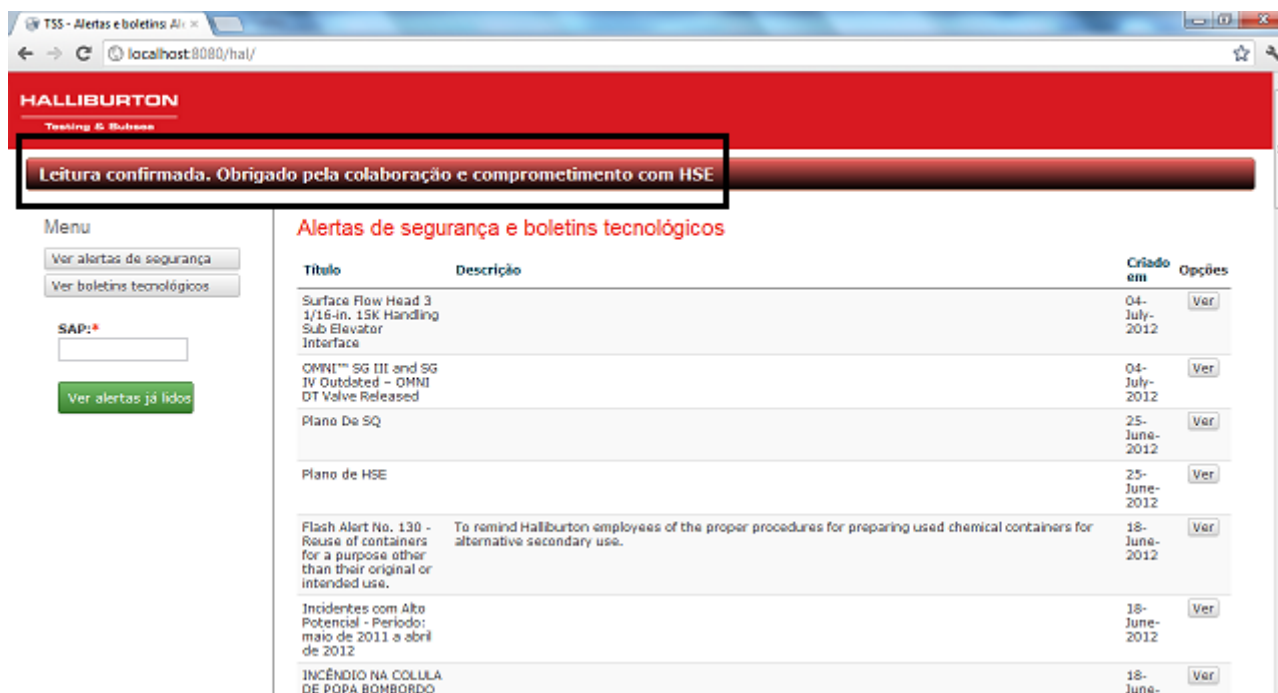 TSS - Alertas e boletins: Ale
localhost:8080/hal/
HALLIBURTON
Testing & Subsea
Leitura confirmada. Obrigado pela colaboração e comprometimento com HSE
Menu
Ver alertas de segurança
Ver boletins tecnológicos
SAP:*
Ver alertas já lidos
Alertas de segurança e boletins tecnológicos
Título Descrição Criado em Opções
Surface Flow Head 3 04- Ver
1/16-in. 15K Handling July-
Sub Elevator 2012
Interface
OMNI™ SG III and SG 04- Ver
IV Outdated – OMNI July-
DT Valve Released 2012
Plano De SQ 25- Ver
June-
2012
Plano de HSE 25- Ver
June-
2012
Flash Alert No. 130 - To remind Halliburton employees of the proper procedures for preparing used chemical containers for 18- Ver
Reuse of containers alternative secondary use. June-
for a purpose other 2012
than their original or
intended use.
Incidentes com Alto 18- Ver
Potencial - Período: June-
maio de 2011 a abril 2012
de 2012
INCÊNDIO NA COLULA 18- Ver
DE POPA BOMBORDO June-